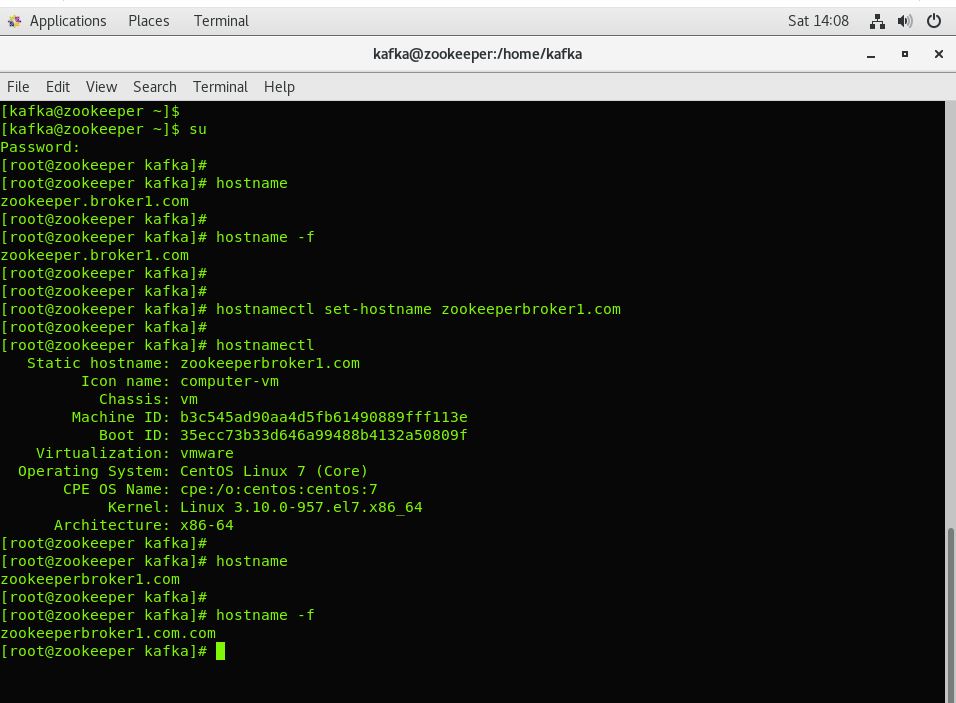 Applications Places Terminal Sat 14:08
kafka@zookeeper:/home/kafka
File Edit View Search Terminal Help
[kafka@zookeeper ~]$
[kafka@zookeeper ~]$ su
Password:
[root@zookeeper kafka]#
[root@zookeeper kafka]# hostname
zookeeper.broker1.com
[root@zookeeper kafka]#
[root@zookeeper kafka]# hostname -f
zookeeper.broker1.com
[root@zookeeper kafka]#
[root@zookeeper kafka]#
[root@zookeeper kafka]# hostnamectl set-hostname zookeeperbroker1.com
[root@zookeeper kafka]#
[root@zookeeper kafka]# hostnamectl
Static hostname: zookeeperbroker1.com
Icon name: computer-vm
Chassis: vm
Machine ID: b3c545ad90aa4d5fb61490889fff113e
Boot ID: 35ecc73b33d646a99488b4132a50809f
Virtualization: vmware
Operating System: CentOS Linux 7 (Core)
CPE OS Name: cpe:/o:centos:centos:7
Kernel: Linux 3.10.0-957.el7.x86_64
Architecture: x86-64
[root@zookeeper kafka]#
[root@zookeeper kafka]# hostname
zookeeperbroker1.com
[root@zookeeper kafka]#
[root@zookeeper kafka]# hostname -f
zookeeperbroker1.com.com
[root@zookeeper kafka]#